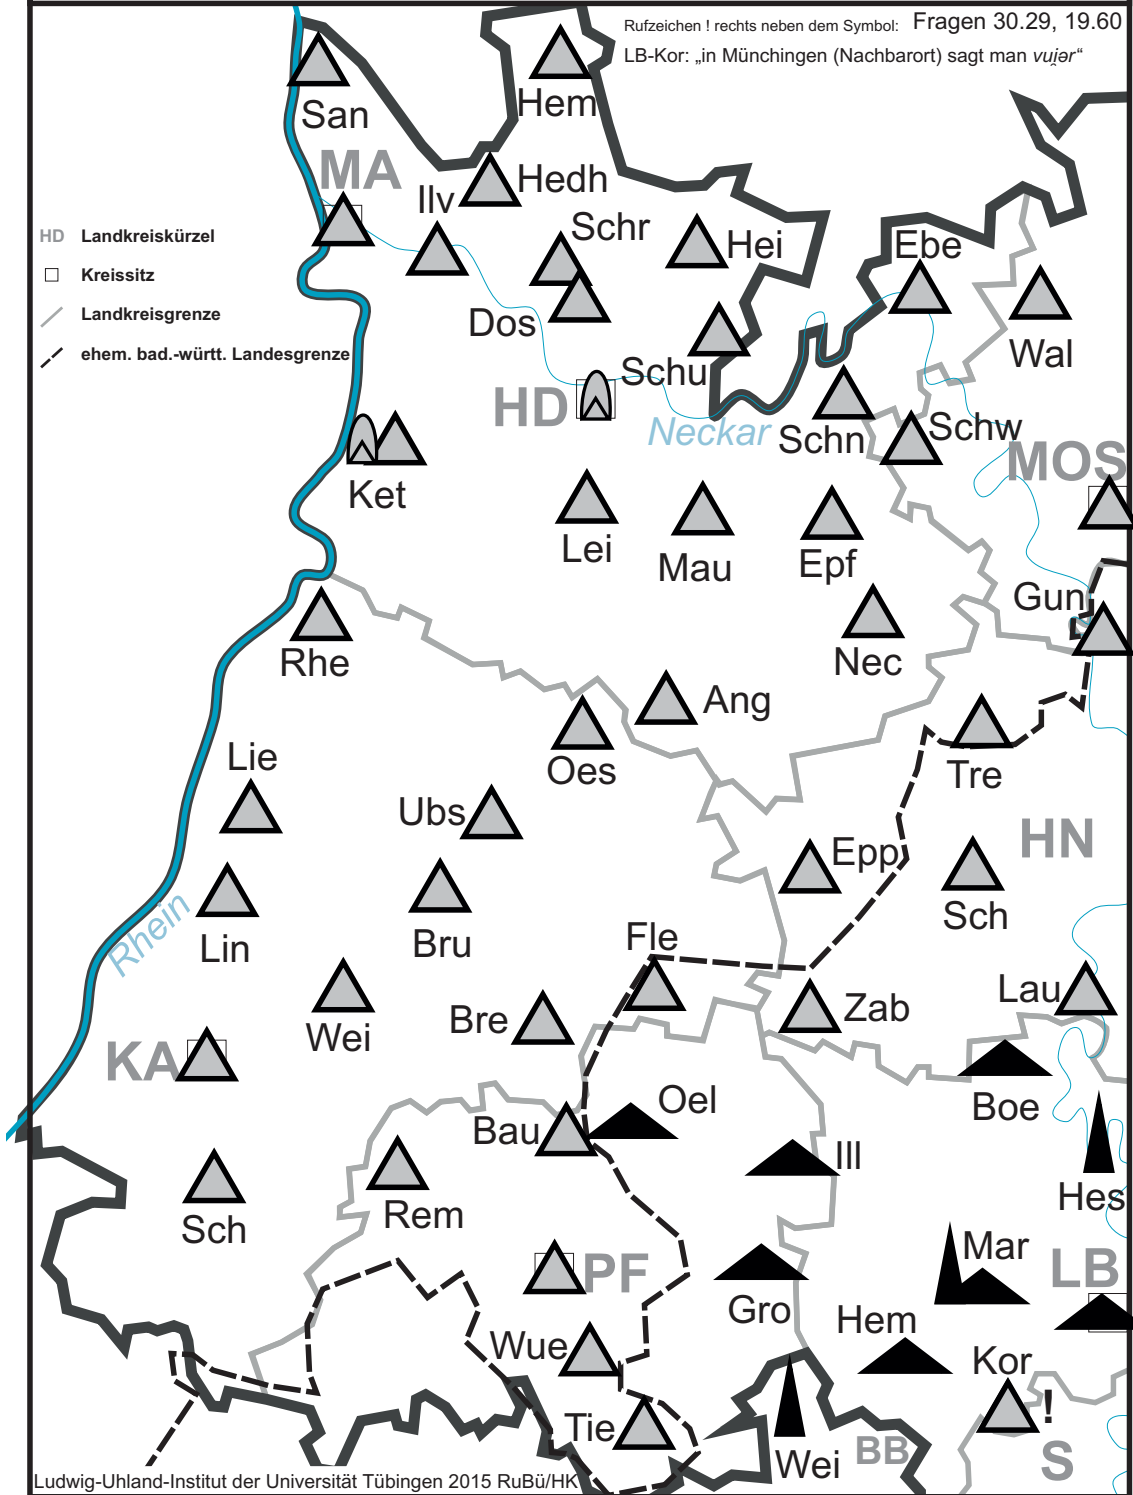 Rufzeichen ! rechts neben dem Symbol: Fragen 30.29, 19.60
LB-Kor: „in Münchingen (Nachbarort) sagt man vu̯jər“
San
Hem
MA
Ilv
Hedh
Schr
Hei
Ebe
HD Landkreiskürzel
Kreissitz
Landkreisgrenze
ehem. bad.-württ. Landesgrenze
Dos
Wal
Schu
HD
Neckar
Schn
Schw
MOS
Ket
Lei
Mau
Epf
Gun
Rhe
Nec
Ang
Oes
Tre
Lie
Ubs
HN
Epp
Rhein
Lin
Bru
Sch
Fle
Wei
Bre
Zab
Lau
KA
Oel
Boe
Bau
Ill
Hes
Sch
Rem
PF
Mar
LB
Gro
Hem
Wue
Kor
!
Tie
Wei
BB
S
Ludwig-Uhland-Institut der Universität Tübingen 2015 RuBü/HK